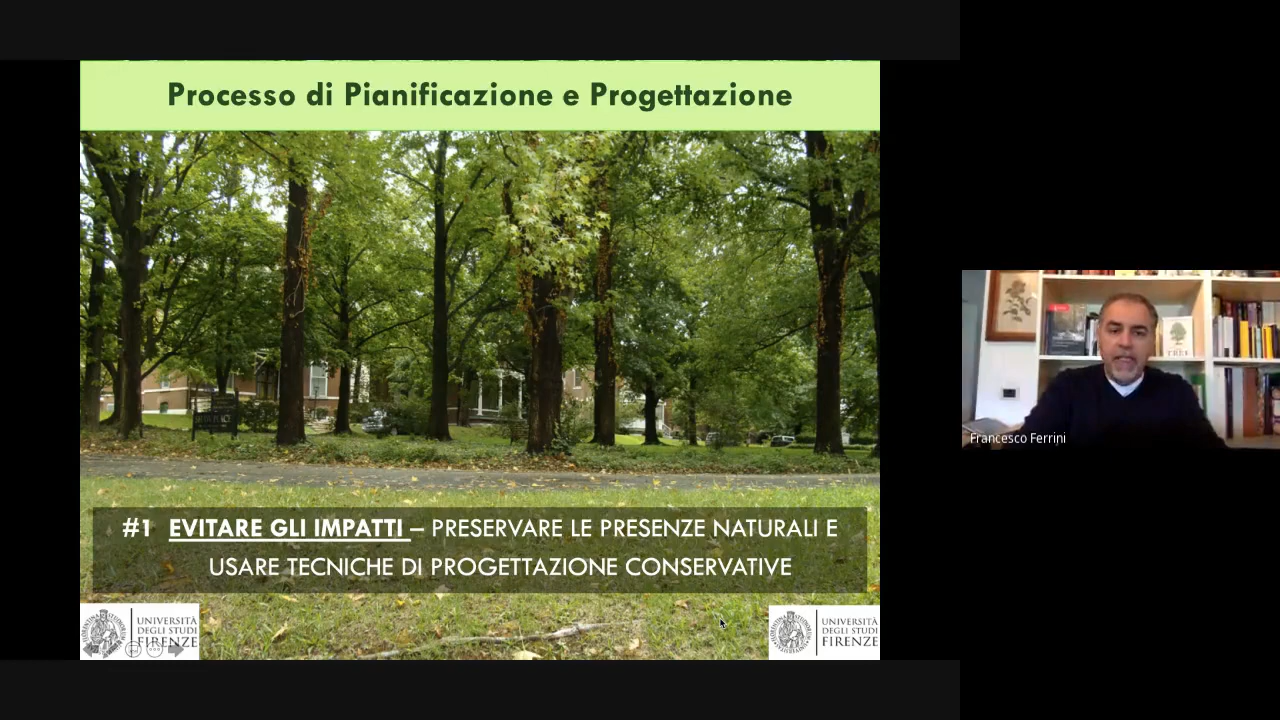 Processo di Pianificazione e Progettazione
#1 EVITARE GLI IMPATTI – PRESERVARE LE PRESENZE NATURALI E
USARE TECNICHE DI PROGETTAZIONE CONSERVATIVE
UNIVERSITÀ
DEGLI STUDI
FIRENZE
UNIVERSITÀ
DEGLI STUDI
FIRENZE
TREE
Francesco Ferrini